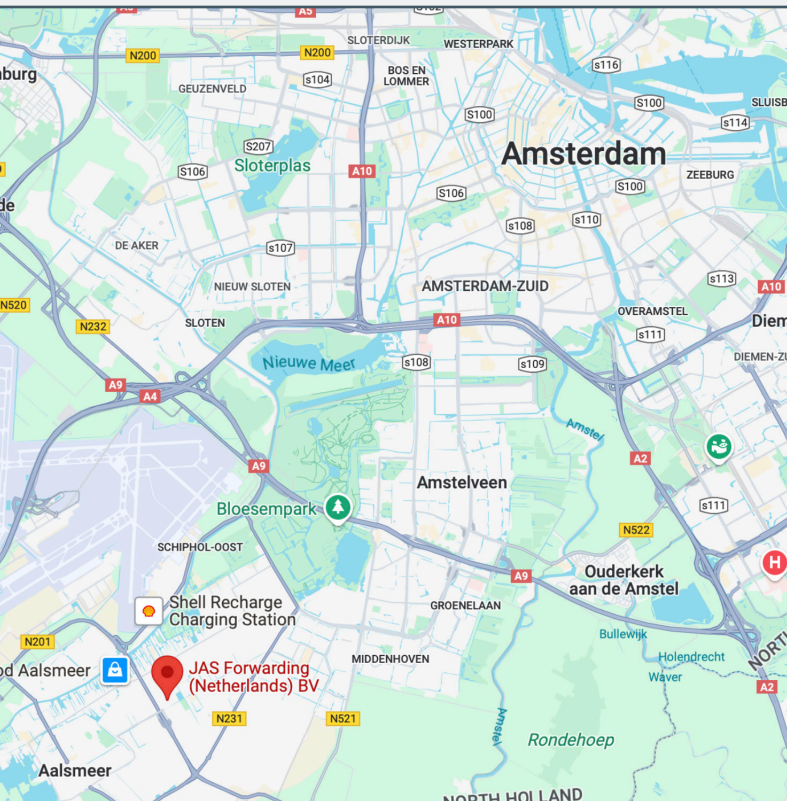 A5
S102
SLOTERDIJK
WESTERPARK
N200
N200
s116
BOS EN
LOMMER
s104
GEUZENVELD
S100
S100
SLUISB
s114
S207
Amsterdam
Sloterplas
S106
A10
ZEEBURG
S106
S100
de
s108
s110
DE AKER
s107
s113
NIEUW SLOTEN
AMSTERDAM-ZUID
A10
N520
OVERAMSTEL
N232
SLOTEN
A10
Diem
s111
Nieuwe Meer
s108
s109
DIEMEN-ZU
A9
A4
Amstel
A9
A2
Amstelveen
Bloesempark
s111
N522
SCHIPHOL-OOST
H
A9
Ouderkerk
aan de Amstel
Shell Recharge
Charging Station
GROENELAAN
Bullewijk
N201
MIDDENHOVEN
Holendrecht
NORTH
od Aalsmeer
JAS Forwarding
(Netherlands) BV
Waver
A2
N231
N521
Amstel
Rondehoep
Aalsmeer
NORTH HOLLAND